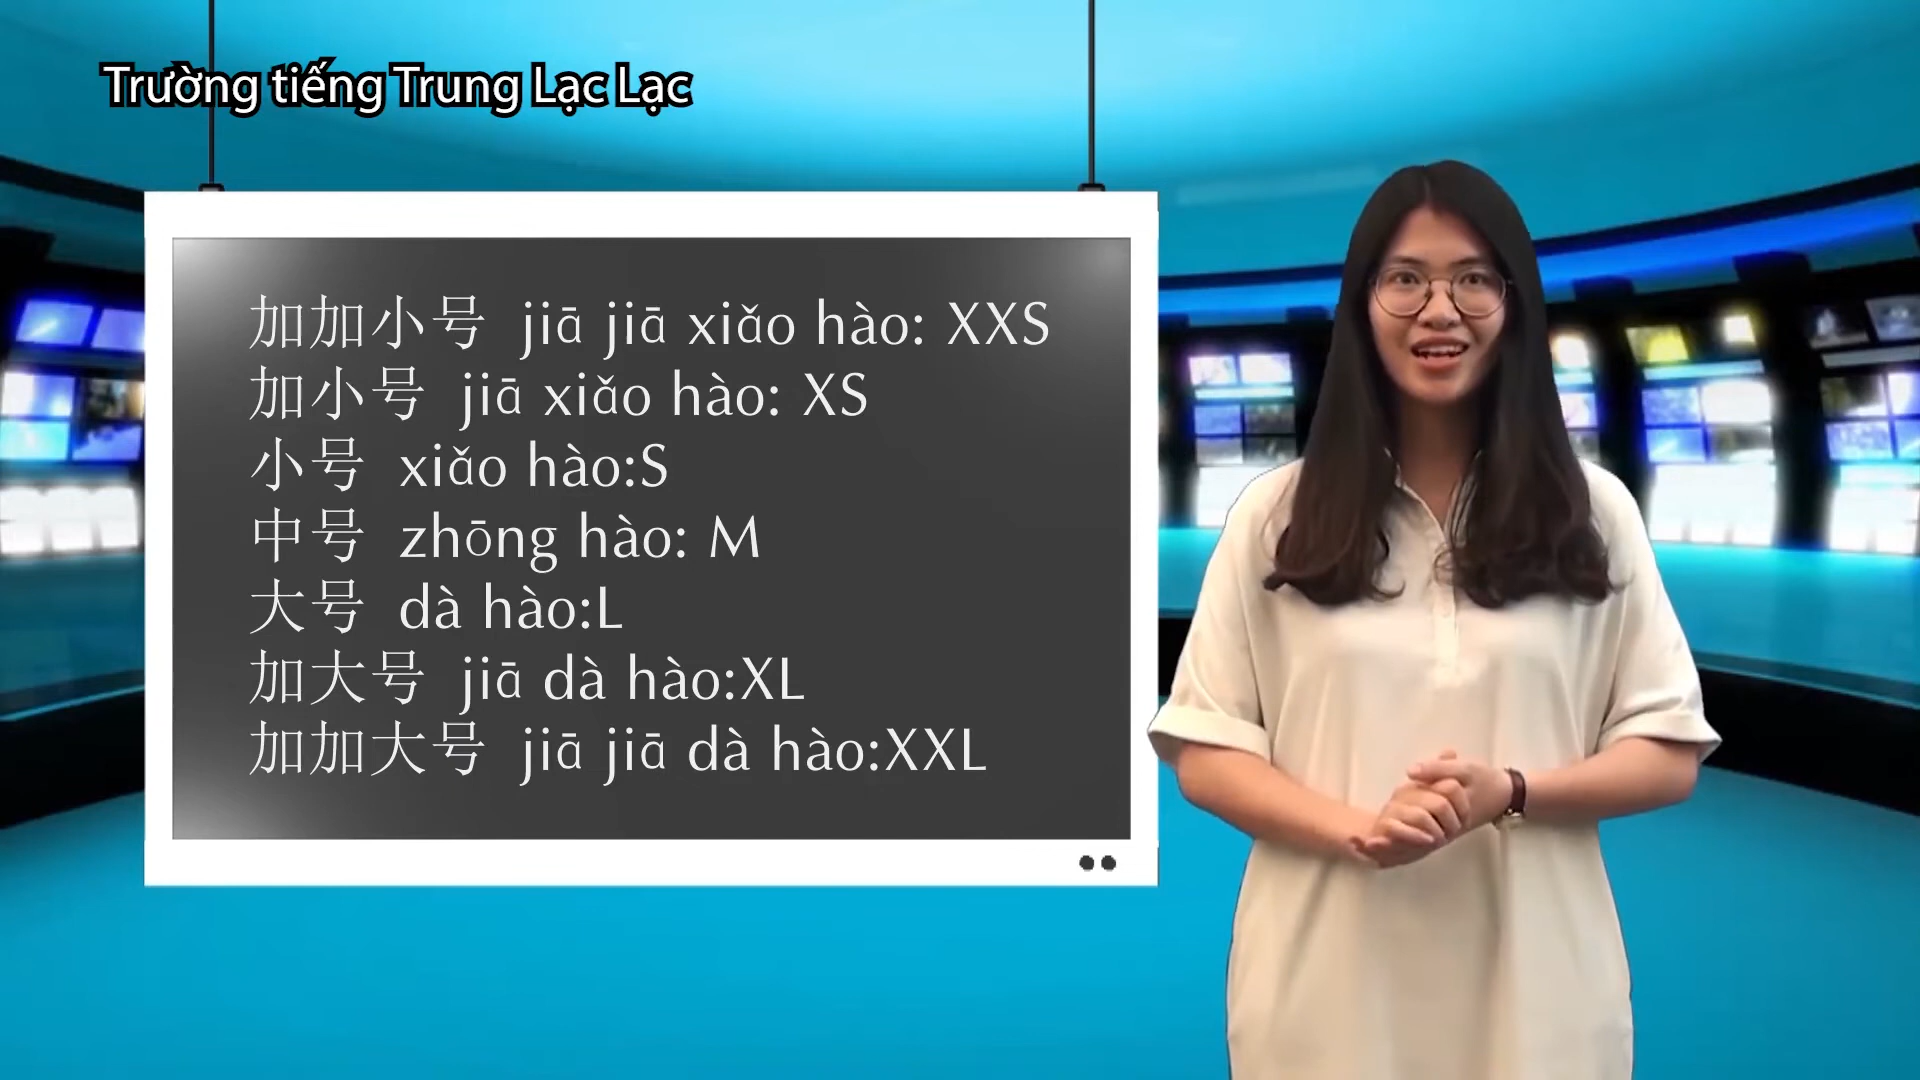 Trường tiếng Trung Lạc Lạc
加加小号 jiā jiā xiǎo hào: XXS
加小号 jiā xiǎo hào: XS
小号 xiǎo hào:S
中号 zhōng hào: M
大号 dà hào:L
加大号 jiā dà hào:XL
加加大号 jiā jiā dà hào:XXL